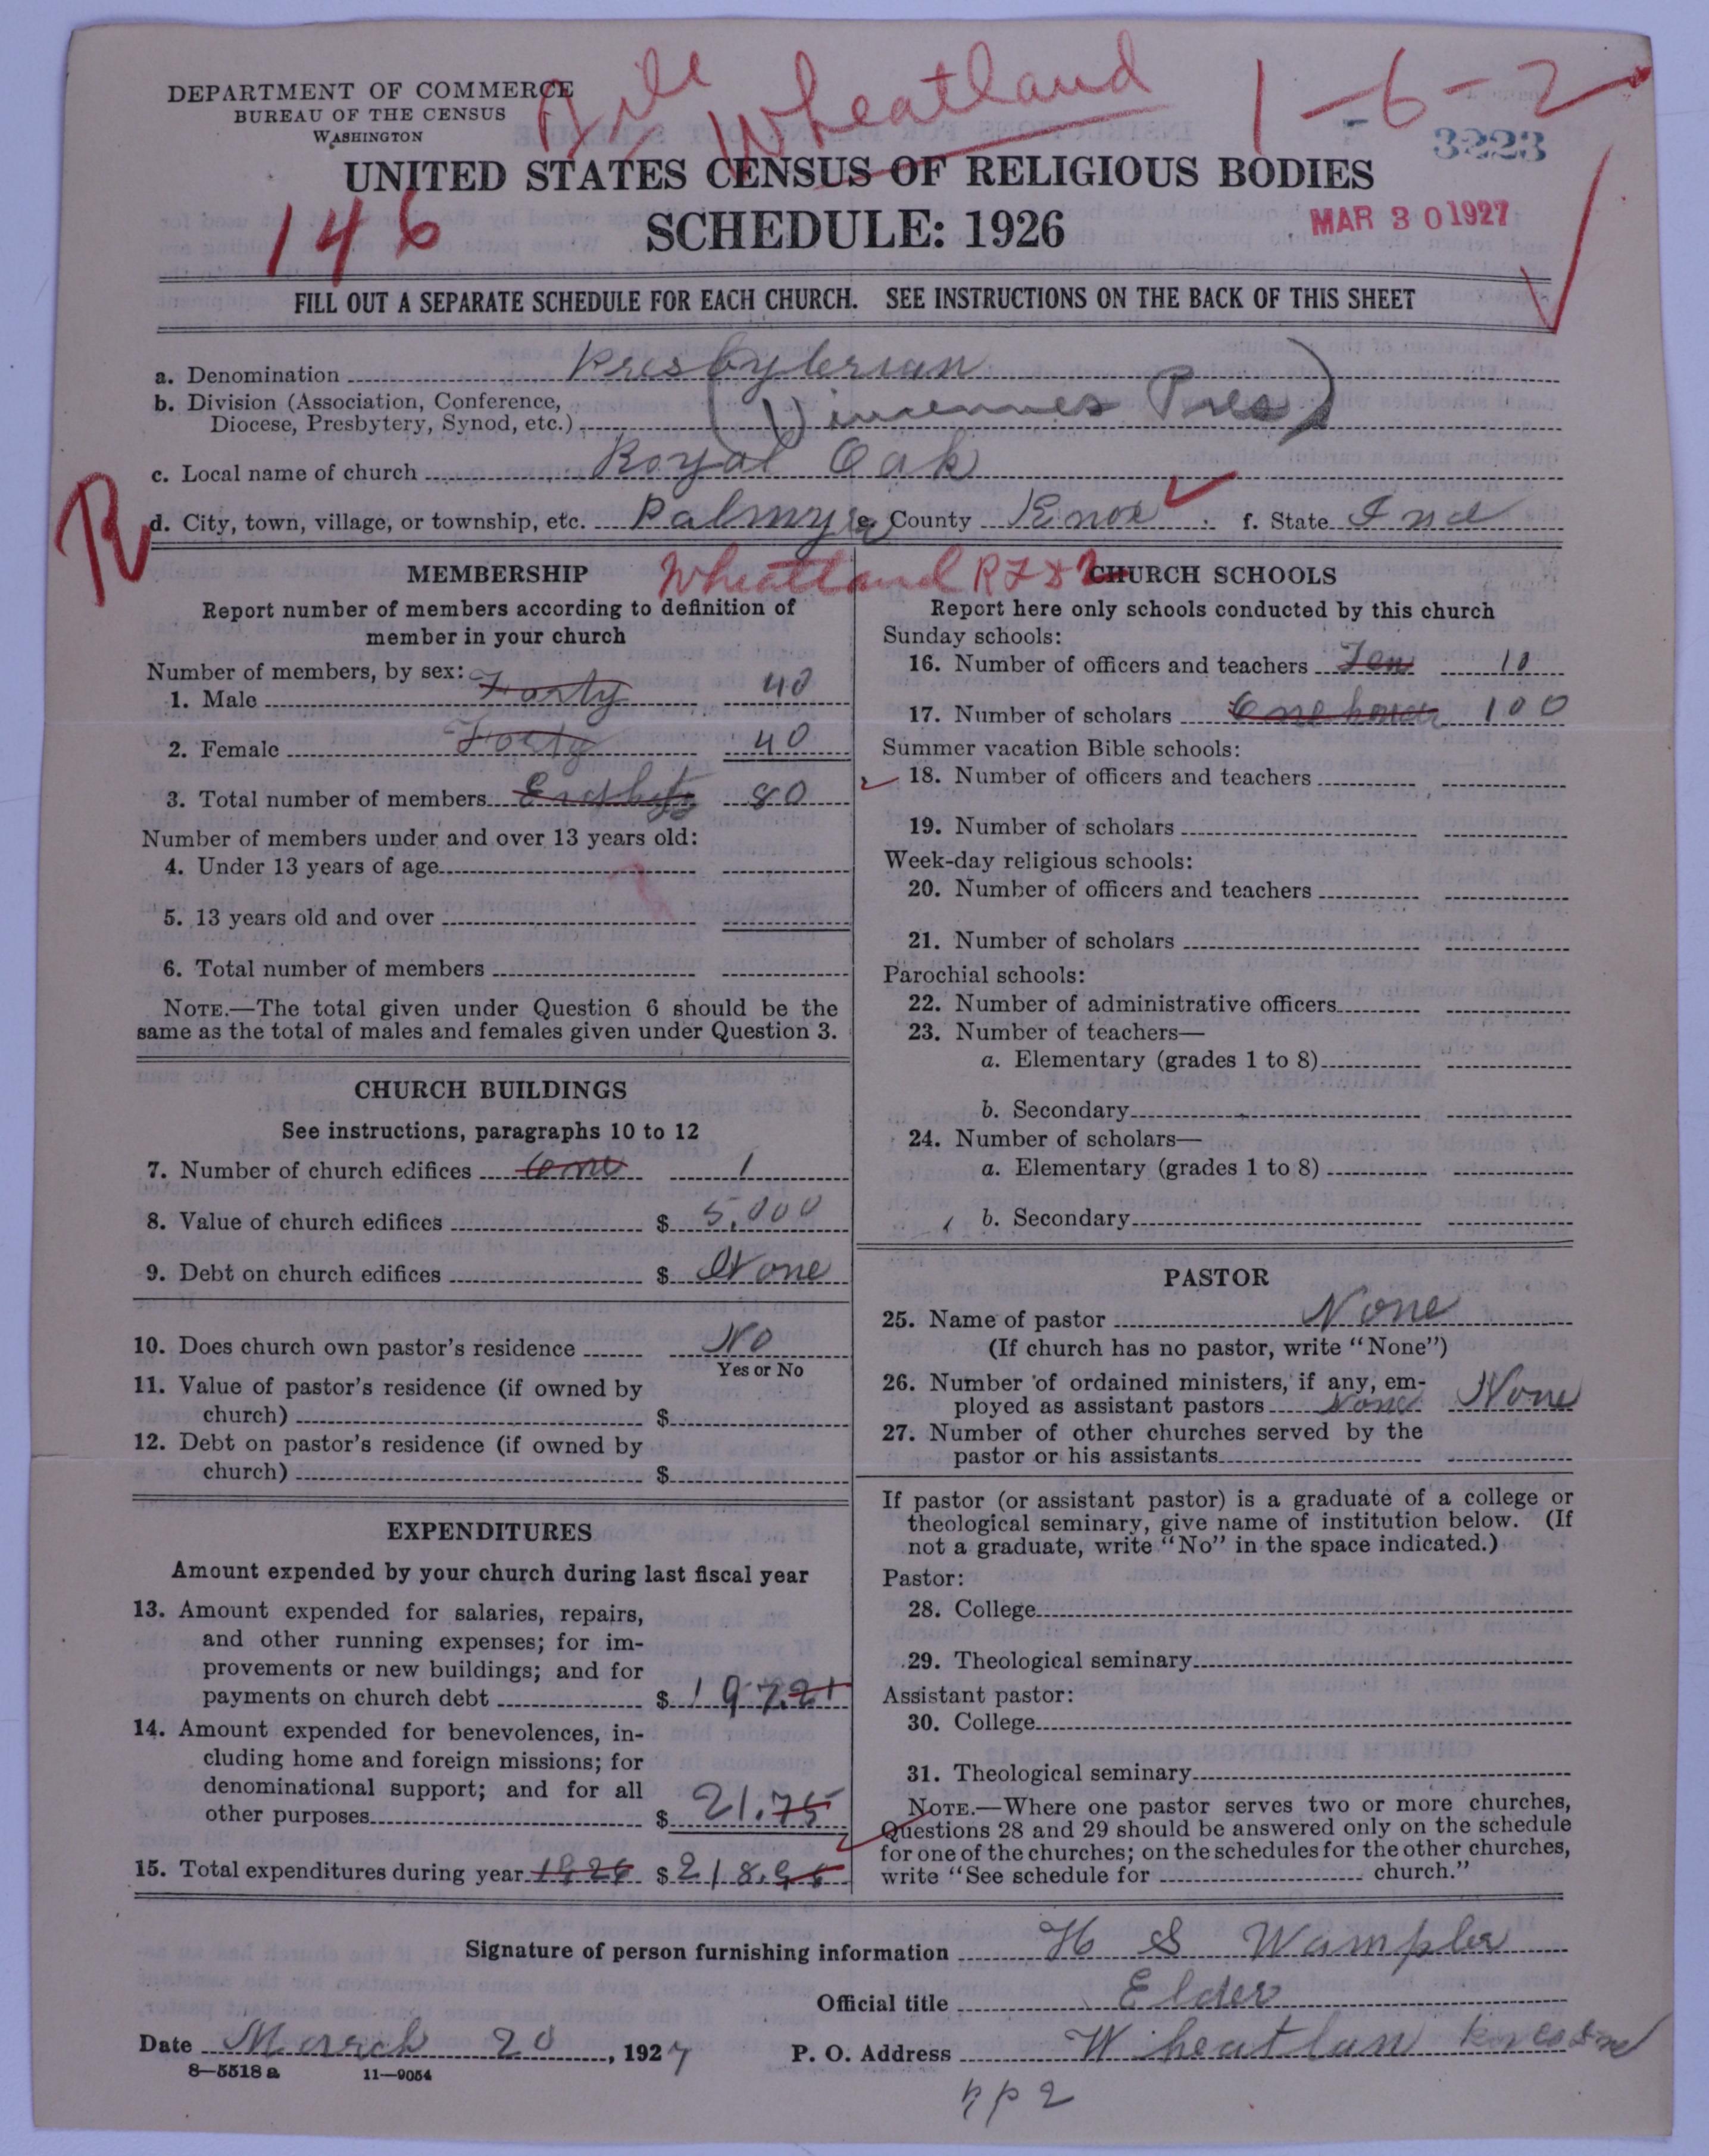 File Wheatland 1-6-2
DEPARTMENT OF COMMERCE
BUREAU OF THE CENSUS
WASHINGTON
3223
UNITED STATES CENSUS OF RELIGIOUS BODIES
146
SCHEDULE: 1926
MAR 30 1927
FILL OUT A SEPARATE SCHEDULE FOR EACH CHURCH. SEE INSTRUCTIONS ON THE BACK OF THIS SHEET
a. Denomination Presbyterian
b. Division (Association, Conference,
Diocese, Presbytery, Synod, etc.) (Vincennes Pres)
c. Local name of church Royal Oak
R
d. City, town, village, or township, etc. Palmyra e. County Knox f. State Ind
Wheatland RFD 2
MEMBERSHIP
Report number of members according to definition of
member in your church
Number of members, by sex:
1. Male Forty 40
2. Female Forty 40
3. Total number of members Eighty 80
Number of members under and over 13 years old:
4. Under 13 years of age
5. 13 years old and over
6. Total number of members
NOTE.—The total given under Question 6 should be the
same as the total of males and females given under Question 3.
CHURCH BUILDINGS
See instructions, paragraphs 10 to 12
7. Number of church edifices one 1
8. Value of church edifices $ 5,000
9. Debt on church edifices $ None
10. Does church own pastor's residence No
Yes or No
11. Value of pastor's residence (if owned by
church) $
12. Debt on pastor's residence (if owned by
church) $
EXPENDITURES
Amount expended by your church during last fiscal year
13. Amount expended for salaries, repairs,
and other running expenses; for im-
provements or new buildings; and for
payments on church debt $ 197.21
14. Amount expended for benevolences, in-
cluding home and foreign missions; for
denominational support; and for all
other purposes $ 21.75
15. Total expenditures during year 1926 $ 218.96
CHURCH SCHOOLS
Report here only schools conducted by this church
Sunday schools:
16. Number of officers and teachers Ten 10
17. Number of scholars 100
Summer vacation Bible schools:
18. Number of officers and teachers
19. Number of scholars
Week-day religious schools:
20. Number of officers and teachers
21. Number of scholars
Parochial schools:
22. Number of administrative officers
23. Number of teachers—
a. Elementary (grades 1 to 8)
b. Secondary
24. Number of scholars—
a. Elementary (grades 1 to 8)
b. Secondary
PASTOR
25. Name of pastor None
(If church has no pastor, write "None")
26. Number of ordained ministers, if any, em-
ployed as assistant pastors None None
27. Number of other churches served by the
pastor or his assistants
If pastor (or assistant pastor) is a graduate of a college or
theological seminary, give name of institution below. (If
not a graduate, write "No" in the space indicated.)
Pastor:
28. College
29. Theological seminary
Assistant pastor:
30. College
31. Theological seminary
NOTE.—Where one pastor serves two or more churches,
Questions 28 and 29 should be answered only on the schedule
for one of the churches; on the schedules for the other churches,
write "See schedule for church."
Signature of person furnishing information H S Wampler
Official title Elder
Date March 20, 1927 P. O. Address Wheatlan
8—5518 a 11—9054